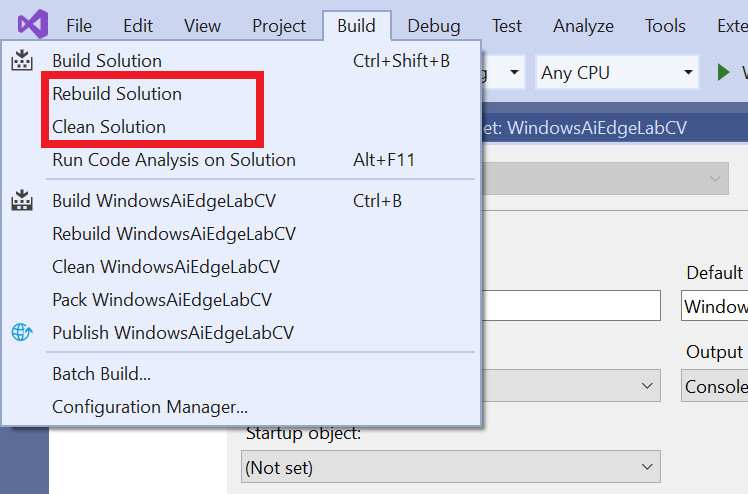 File Edit View Project Build Debug Test Analyze Tools Exte
Build Solution Ctrl+Shift+B
Any CPU
Rebuild Solution
Clean Solution
et: WindowsAiEdgeLabCV
Run Code Analysis on Solution Alt+F11
Build WindowsAiEdgeLabCV Ctrl+B
Rebuild WindowsAiEdgeLabCV
Clean WindowsAiEdgeLabCV
Default
Pack WindowsAiEdgeLabCV
Window
Publish WindowsAiEdgeLabCV
Output
Batch Build...
Console
Configuration Manager...
Startup object:
(Not set)